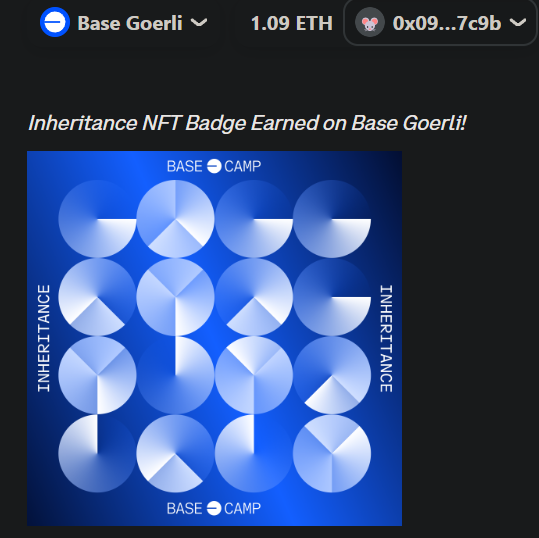 Base Goerli 1.09 ETH 0x09...7c9b
Inheritance NFT Badge Earned on Base Goerli!
BASE CAMP
INHERITANCE
INHERITANCE
BASE CAMP